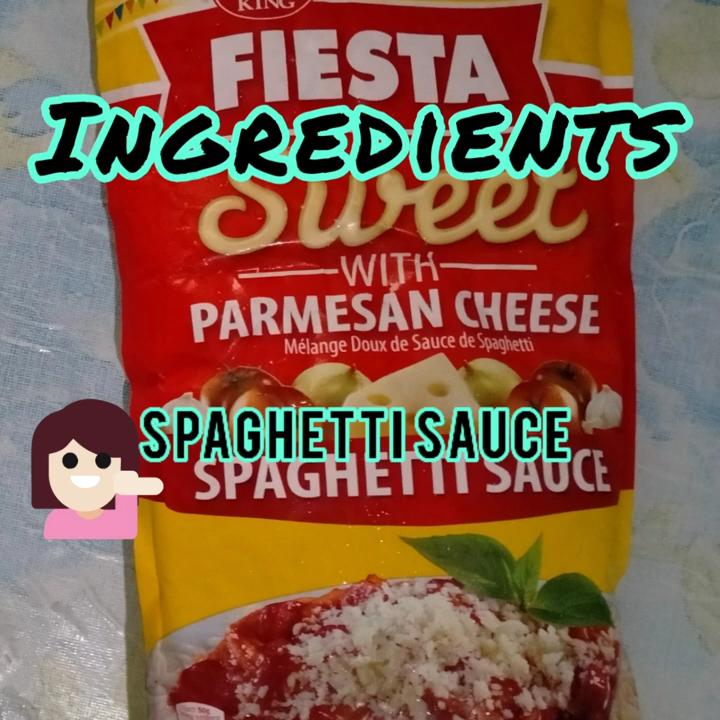 KING
FIESTA
INGREDIENTS
Sweet
WITH
PARMESAN CHEESE
Mélange Doux de Sauce de Spaghetti
SPAGHETTI SAUCE
SPAGHETTI SAUCE